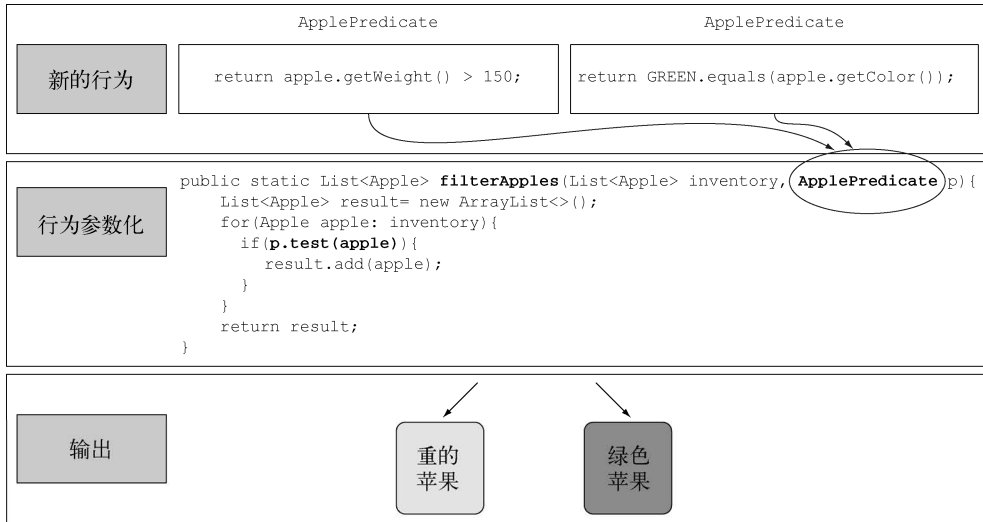 ApplePredicate ApplePredicate
新的行为
return apple.getWeight() > 150;
return GREEN.equals(apple.getColor());
行为参数化
public static List<Apple> filterApples(List<Apple> inventory, ApplePredicate p){
List<Apple> result= new ArrayList<>();
for(Apple apple: inventory){
if(p.test(apple)){
result.add(apple);
}
}
return result;
}
输出
重的
苹果
绿色
苹果